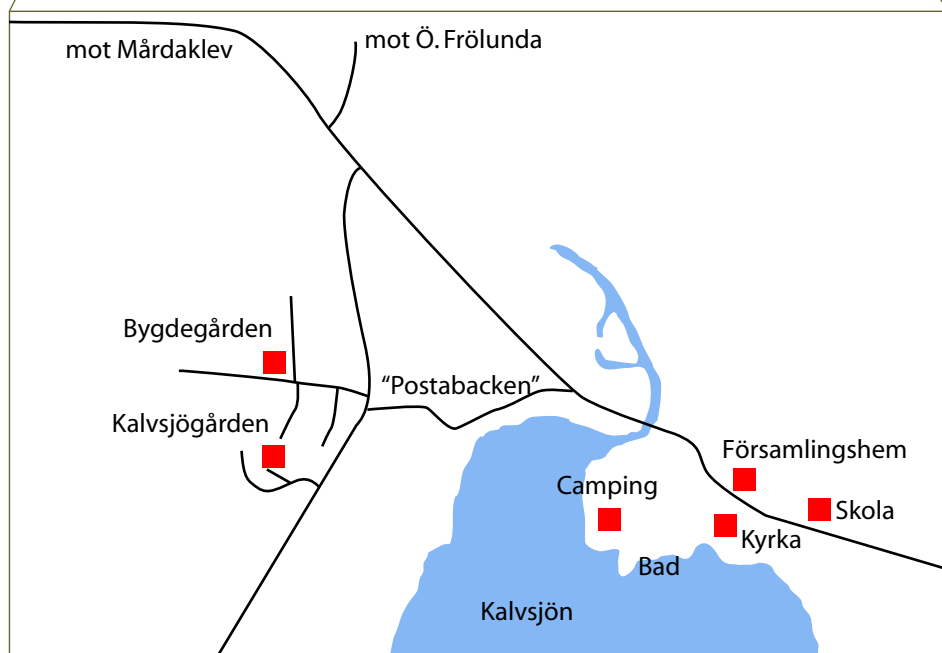 mot Mårdaklev
mot Ö. Frölunda
Bygdegården
"Postabacken"
Kalvsjögården
Församlingshem
Camping
Skola
Kyrka
Bad
Kalvsjön